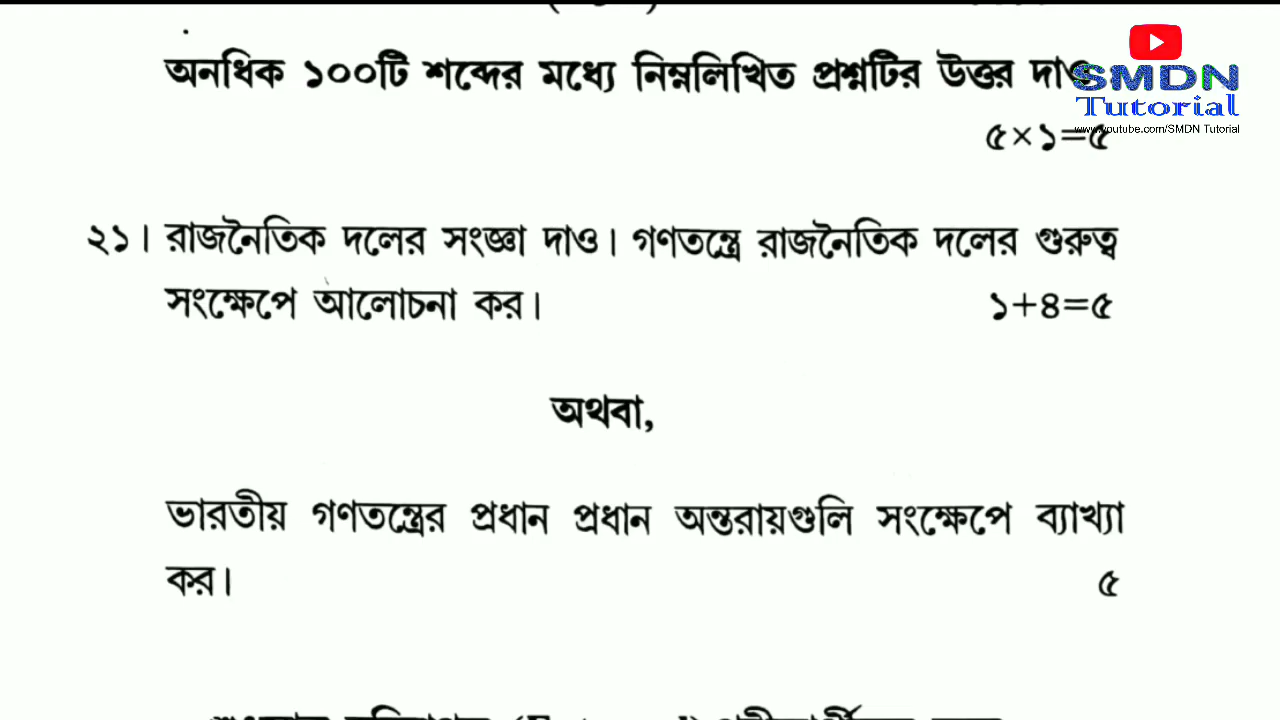 অনধিক ১০০টি শব্দের মধ্যে নিম্নলিখিত প্রশ্নটির উত্তর দাও
SMDN
Tutorial
www.youtube.com/SMDN Tutorial
৫×১=৫
২১। রাজনৈতিক দলের সংজ্ঞা দাও। গণতন্ত্রে রাজনৈতিক দলের গুরুত্ব
সংক্ষেপে আলোচনা কর। ১+৪=৫
অথবা,
ভারতীয় গণতন্ত্রের প্রধান প্রধান অন্তরায়গুলি সংক্ষেপে ব্যাখ্যা
কর। ৫